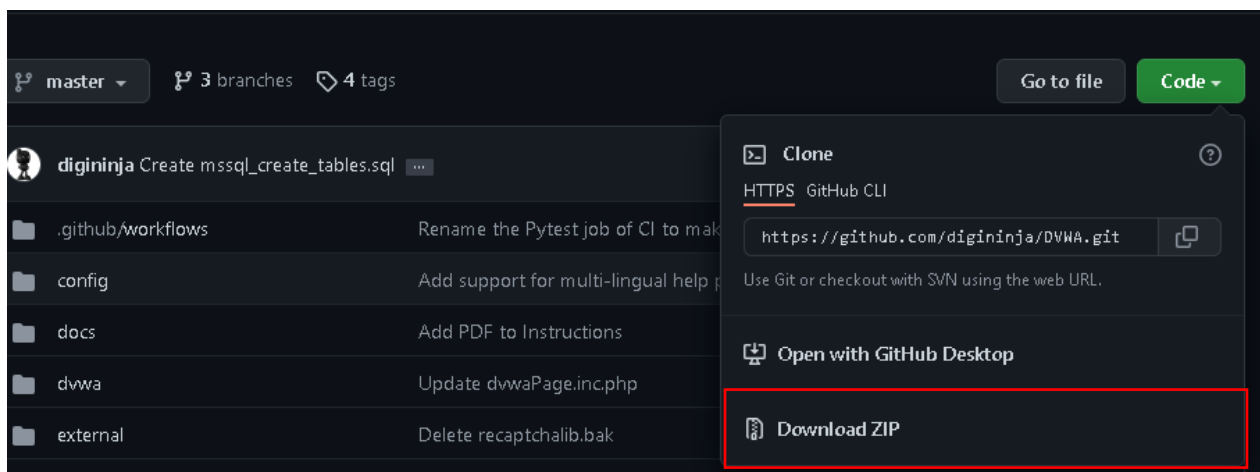 master 3 branches 4 tags Go to file Code
digininja Create mssql_create_tables.sql ...
.github/workflows Rename the Pytest job of CI to mak
config Add support for multi-lingual help p
docs Add PDF to Instructions
dvwa Update dvwaPage.inc.php
external Delete recaptchalib.bak
Clone
HTTPS GitHub CLI
https://github.com/digininja/DVWA.git
Use Git or checkout with SVN using the web URL.
Open with GitHub Desktop
Download ZIP